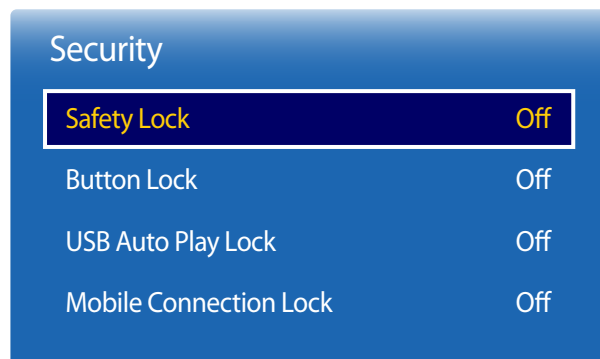 Security
Safety Lock Off
Button Lock Off
USB Auto Play Lock Off
Mobile Connection Lock Off